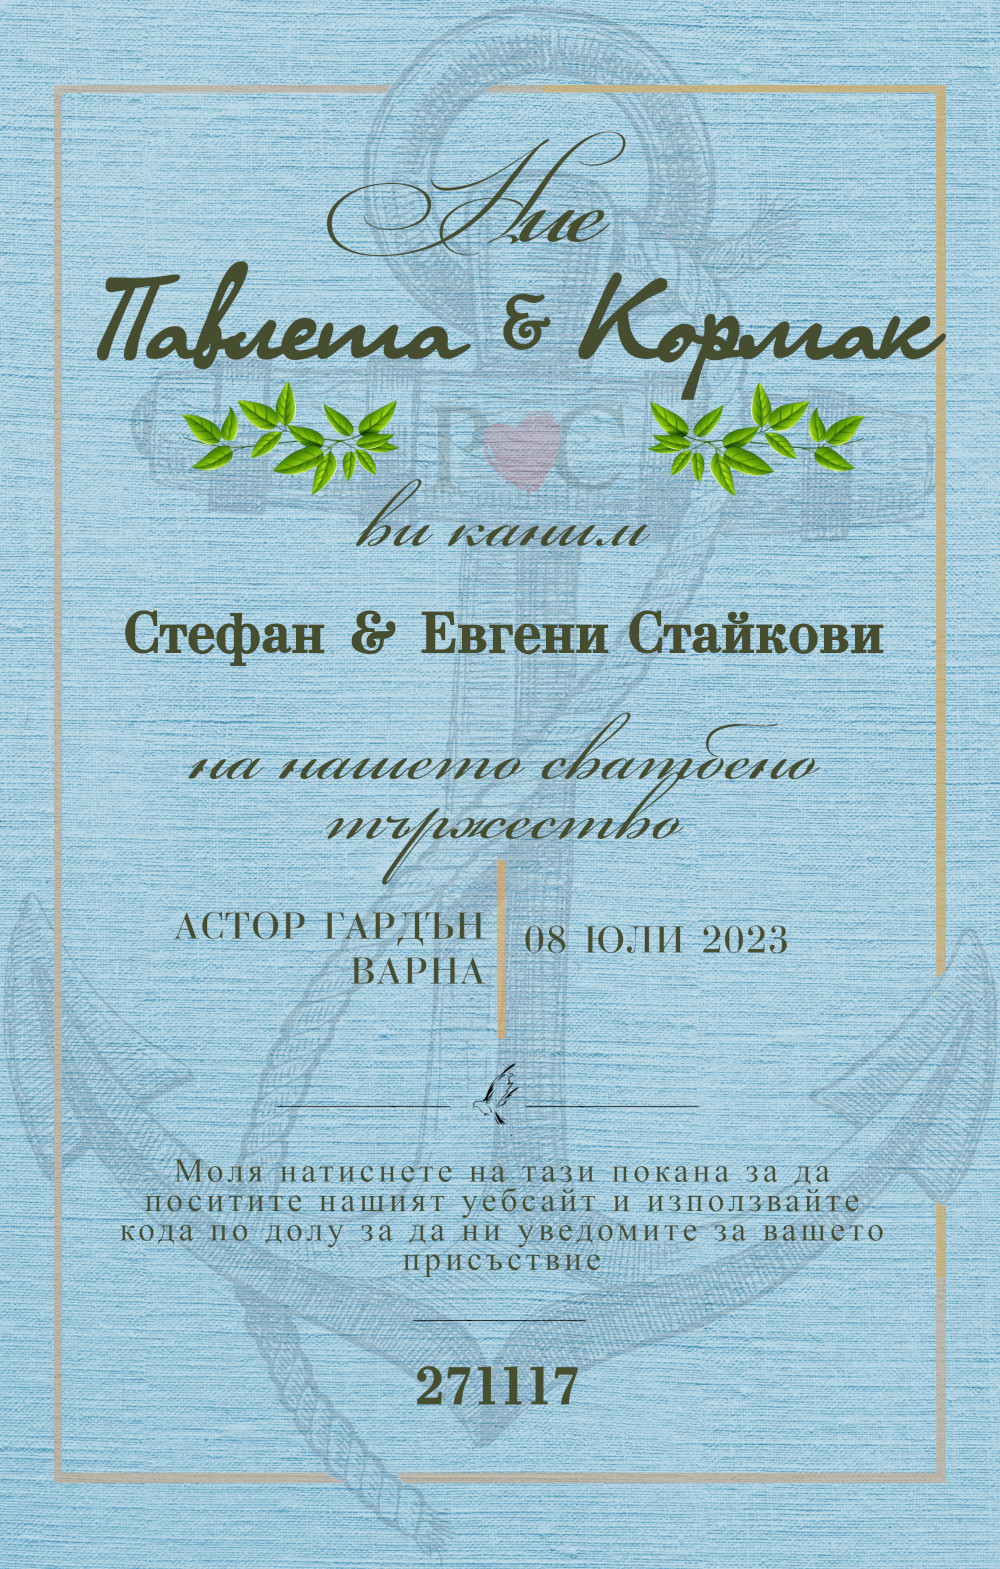 Ние
Павлета & Кормак
P C
ви каним
Стефан & Евгени Стайкови
на нашето сватбено
тържество
АСТОР ГАРДЪН
ВАРНА
08 ЮЛИ 2023
Моля натиснете на тази покана за да
поситите нашият уебсайт и използвайте
кода по долу за да ни уведомите за вашето
присъствие
271117